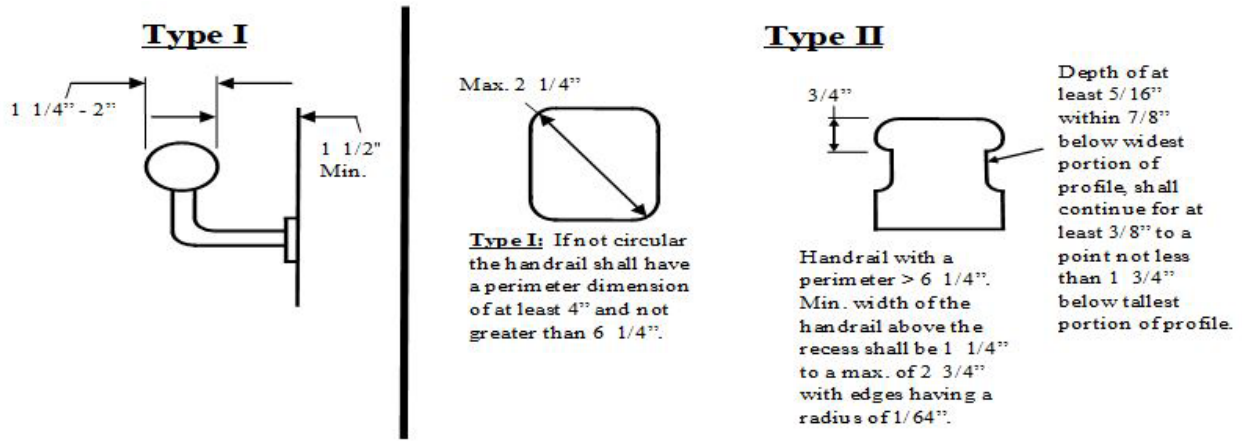 Type I
1 1/4” - 2”
1 1/2"
Min.
Max. 2 1/4”
Type I: If not circular
the handrail shall have
a perimeter dimension
of at least 4” and not
greater than 6 1/4”.
Type II
3/4”
Handrail with a
perimeter > 6 1/4”.
Min. width of the
handrail above the
recess shall be 1 1/4”
to a max. of 2 3/4”
with edges having a
radius of 1/64”.
Depth of at
least 5/16”
within 7/8”
below widest
portion of
profile, shall
continue for at
least 3/8” to a
point not less
than 1 3/4”
below tallest
portion of profile.